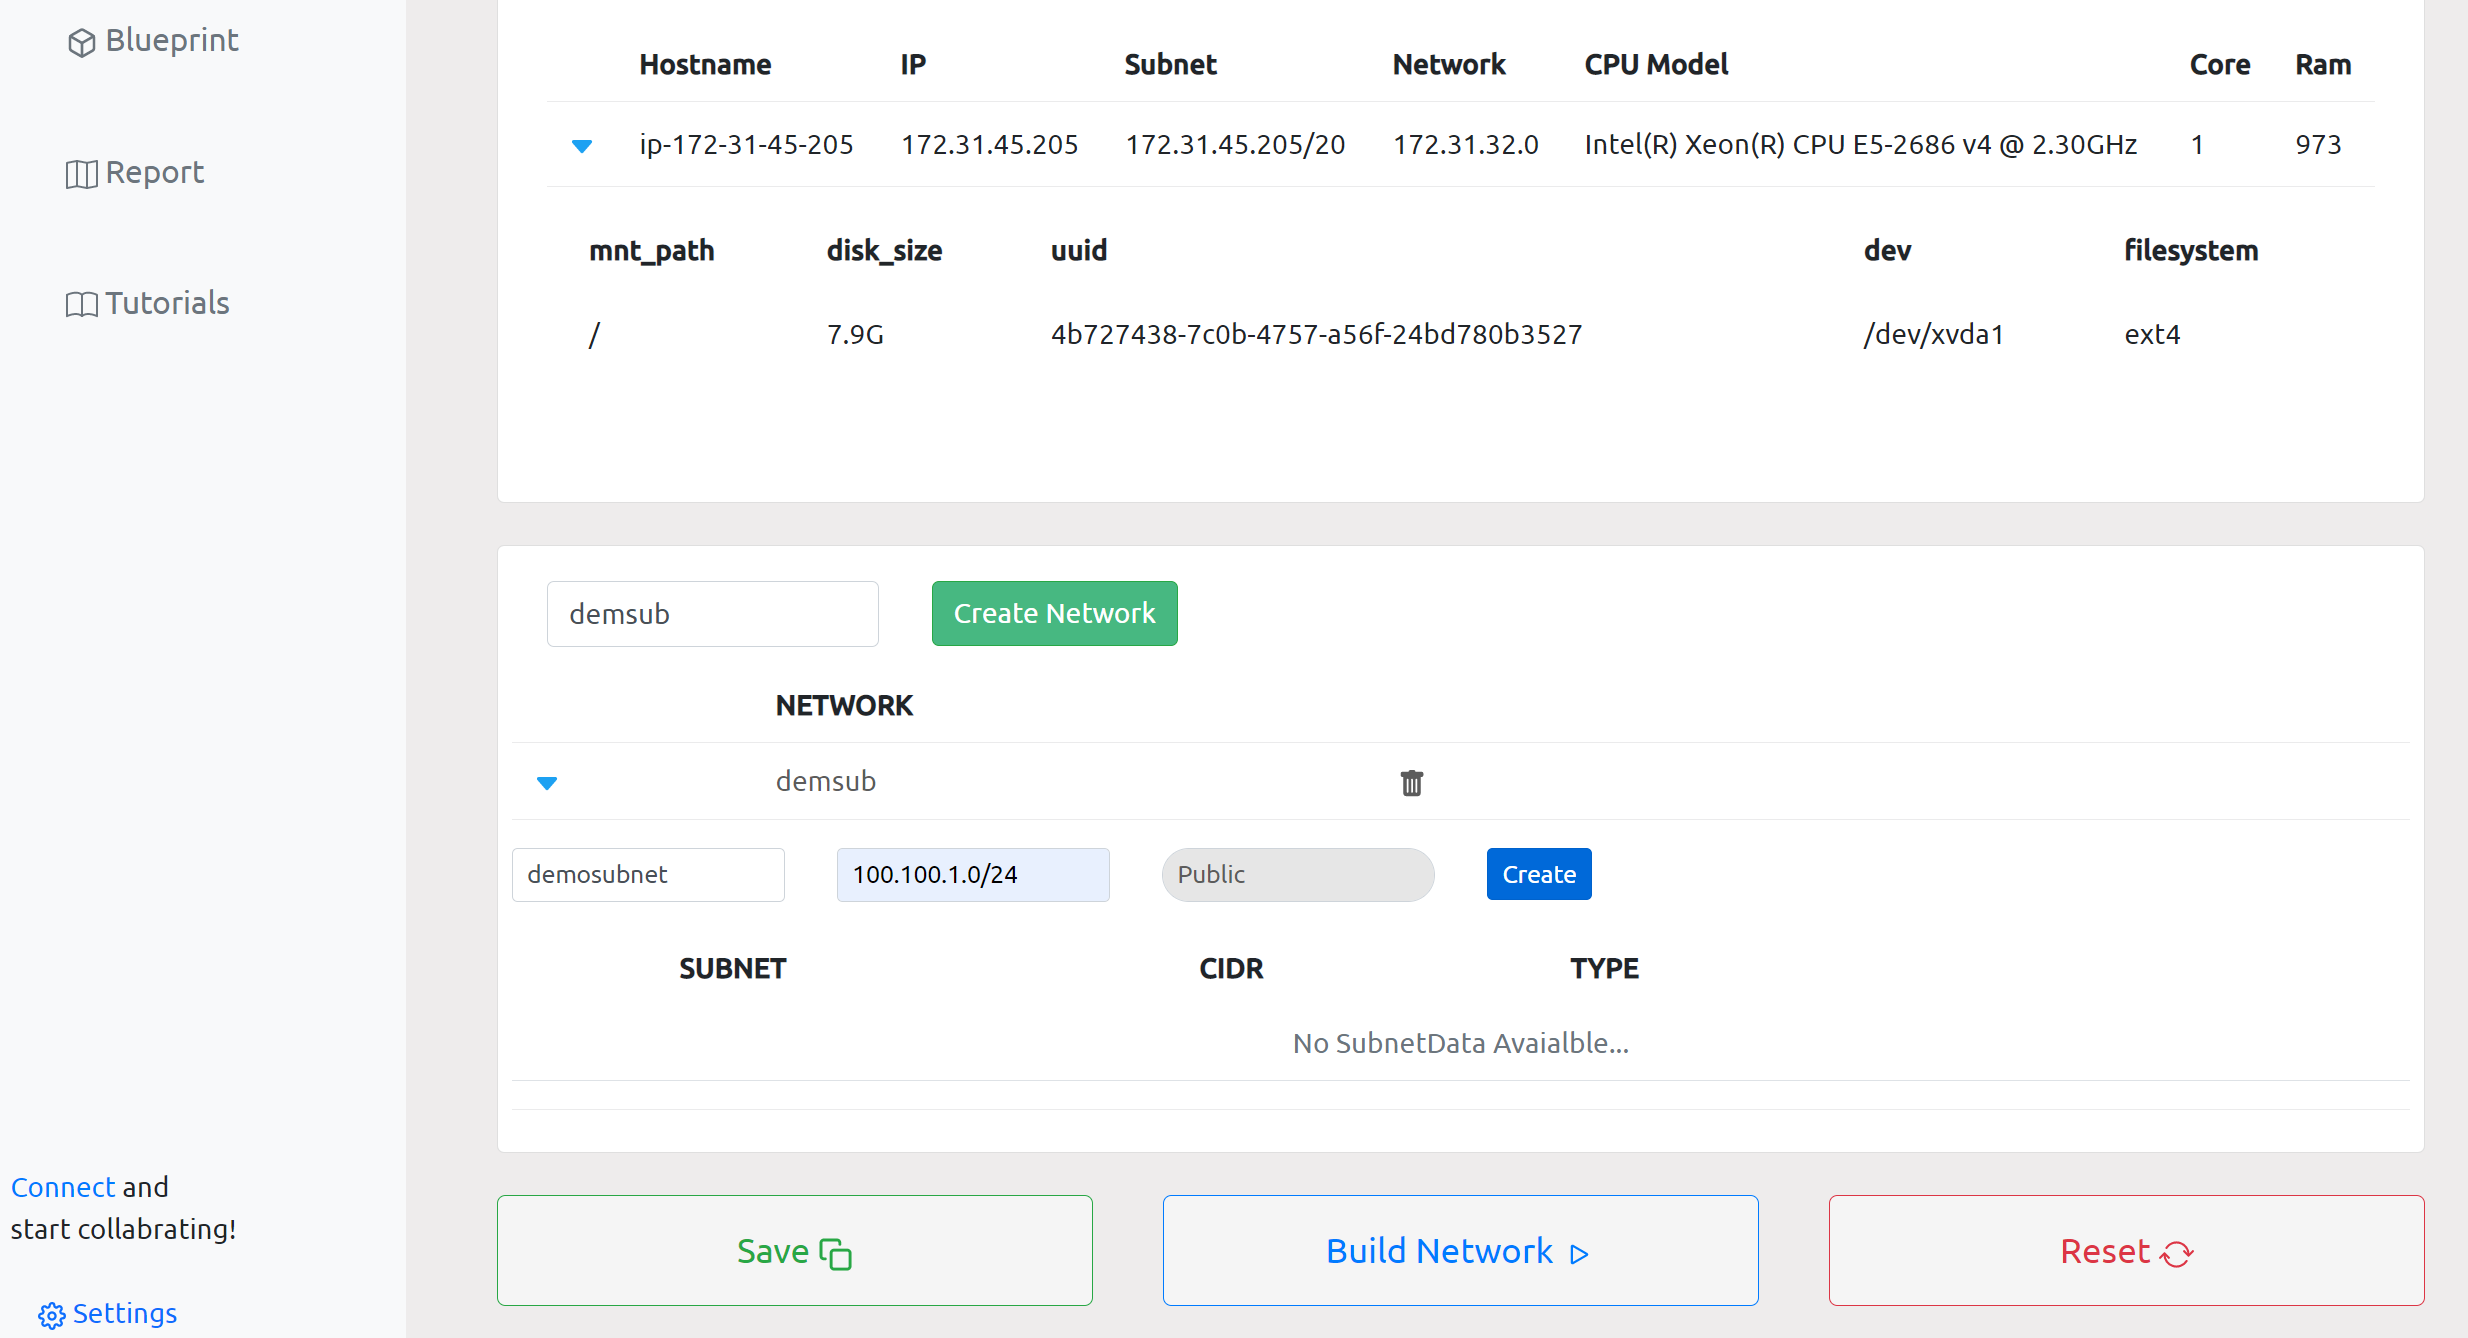 Blueprint
Report
Tutorials
Connect and
start collabrating!
Settings
Hostname IP Subnet Network CPU Model Core Ram
ip-172-31-45-205 172.31.45.205 172.31.45.205/20 172.31.32.0 Intel(R) Xeon(R) CPU E5-2686 v4 @ 2.30GHz 1 973
mnt_path disk_size uuid dev filesystem
/ 7.9G 4b727438-7c0b-4757-a56f-24bd780b3527 /dev/xvda1 ext4
demsub Create Network
NETWORK
demsub
demosubnet 100.100.1.0/24 Public Create
SUBNET CIDR TYPE
No SubnetData Avaialble...
Save Build Network Reset